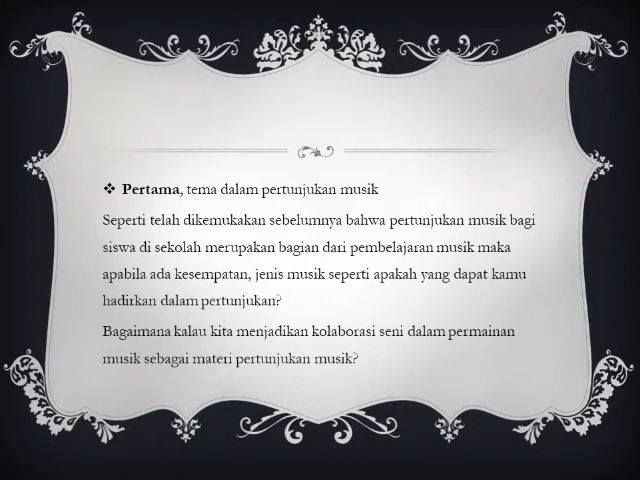 ❖ Pertama, tema dalam pertunjukan musik
Seperti telah dikemukakan sebelumnya bahwa pertunjukan musik bagi
siswa di sekolah merupakan bagian dari pembelajaran musik maka
apabila ada kesempatan, jenis musik seperti apakah yang dapat kamu
hadirkan dalam pertunjukan?
Bagaimana kalau kita menjadikan kolaborasi seni dalam permainan
musik sebagai materi pertunjukan musik?